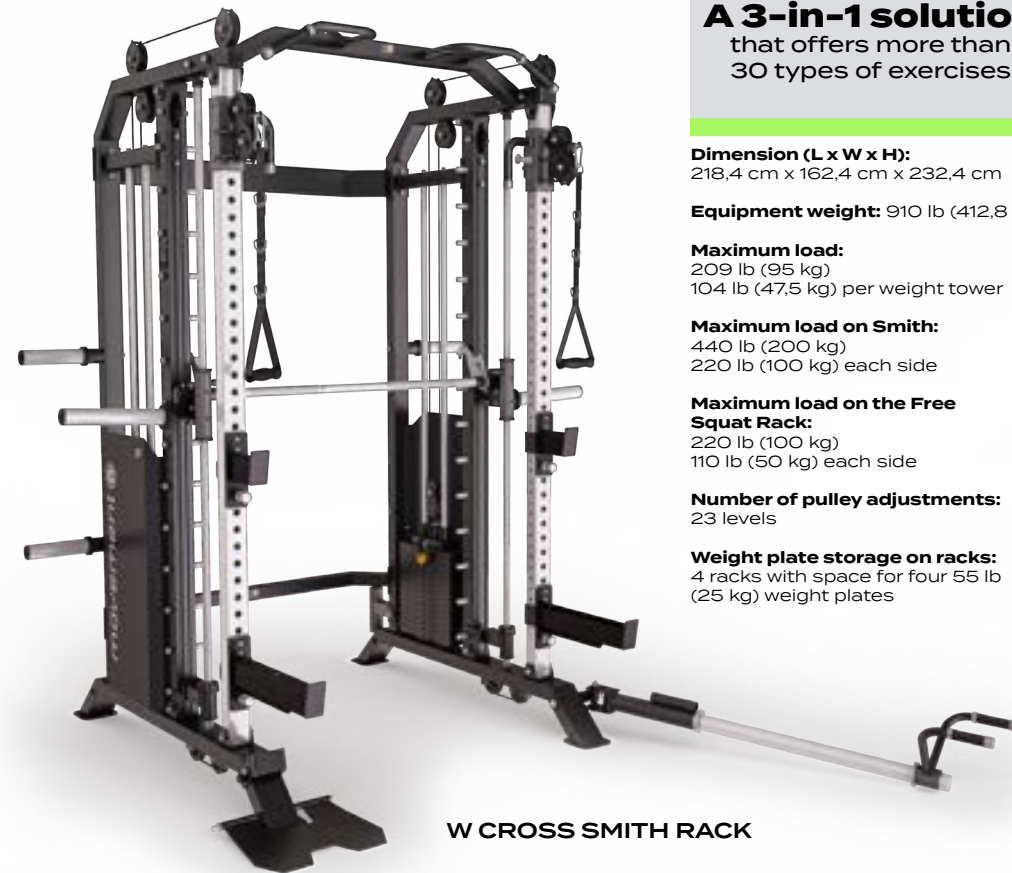 A 3-in-1 solutio
that offers more than
30 types of exercises
Dimension (L x W x H):
218,4 cm x 162,4 cm x 232,4 cm
Equipment weight: 910 lb (412,8
Maximum load:
209 lb (95 kg)
104 lb (47,5 kg) per weight tower
Maximum load on Smith:
440 lb (200 kg)
220 lb (100 kg) each side
Maximum load on the Free
Squat Rack:
220 lb (100 kg)
110 lb (50 kg) each side
Number of pulley adjustments:
23 levels
Weight plate storage on racks:
4 racks with space for four 55 lb
(25 kg) weight plates
movement
W CROSS SMITH RACK